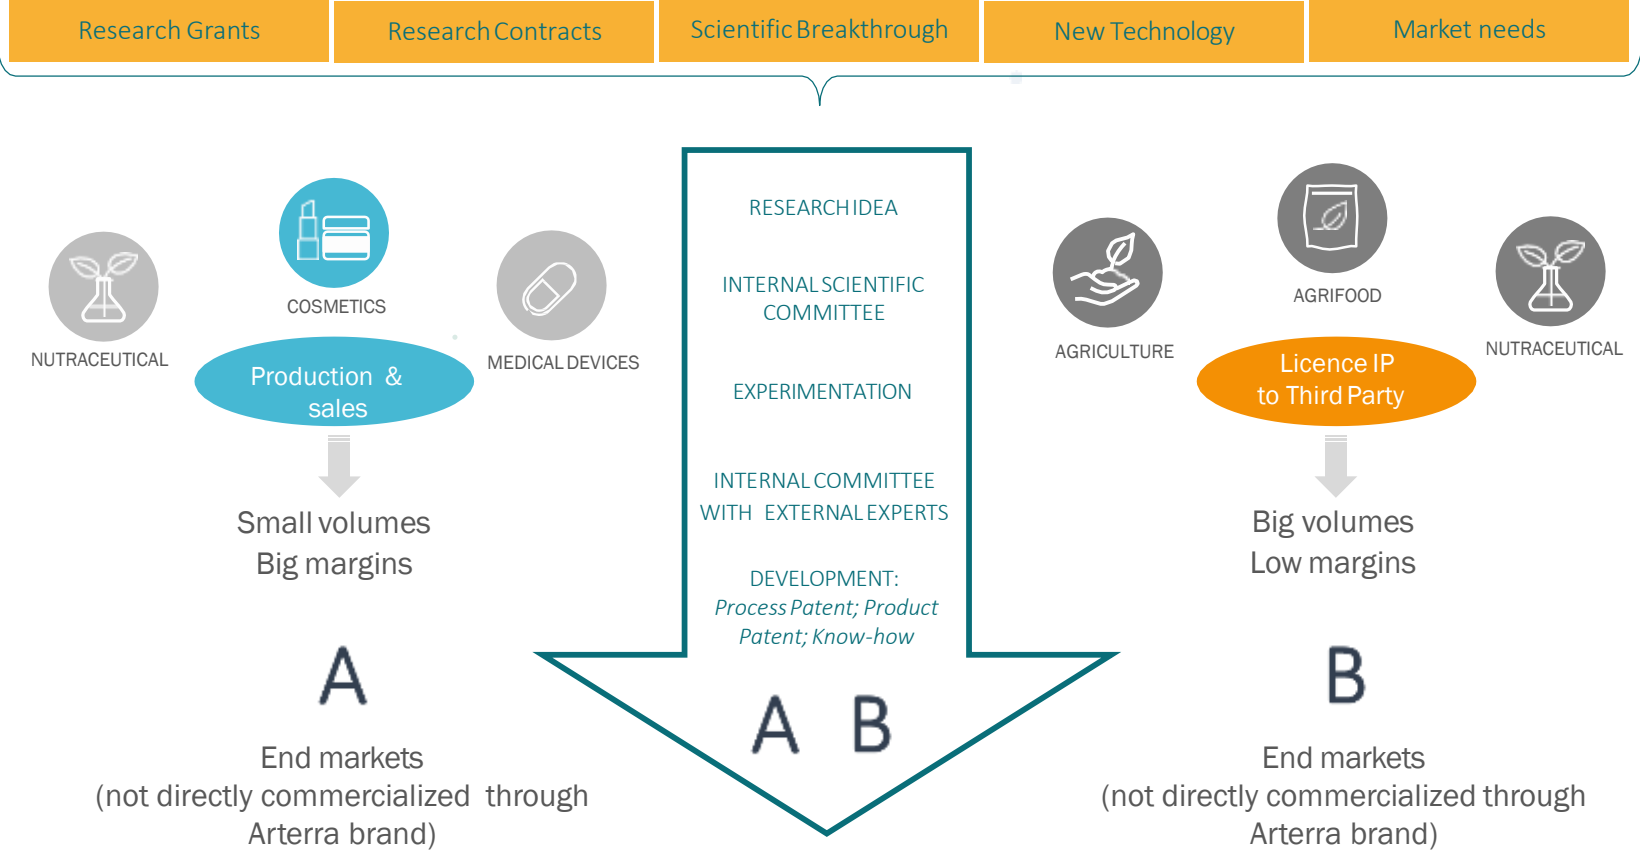 Research Grants
Research Contracts
Scientific Breakthrough
New Technology
Market needs
NUTRACEUTICAL
COSMETICS
MEDICAL DEVICES
Production &
sales
Small volumes
Big margins
A
End markets
(not directly commercialized through
Arterra brand)
RESEARCH IDEA
INTERNAL SCIENTIFIC
COMMITTEE
EXPERIMENTATION
INTERNAL COMMITTEE
WITH EXTERNAL EXPERTS
DEVELOPMENT:
Process Patent; Product
Patent; Know-how
A B
AGRICULTURE
AGRIFOOD
NUTRACEUTICAL
Licence IP
to Third Party
Big volumes
Low margins
B
End markets
(not directly commercialized through
Arterra brand)